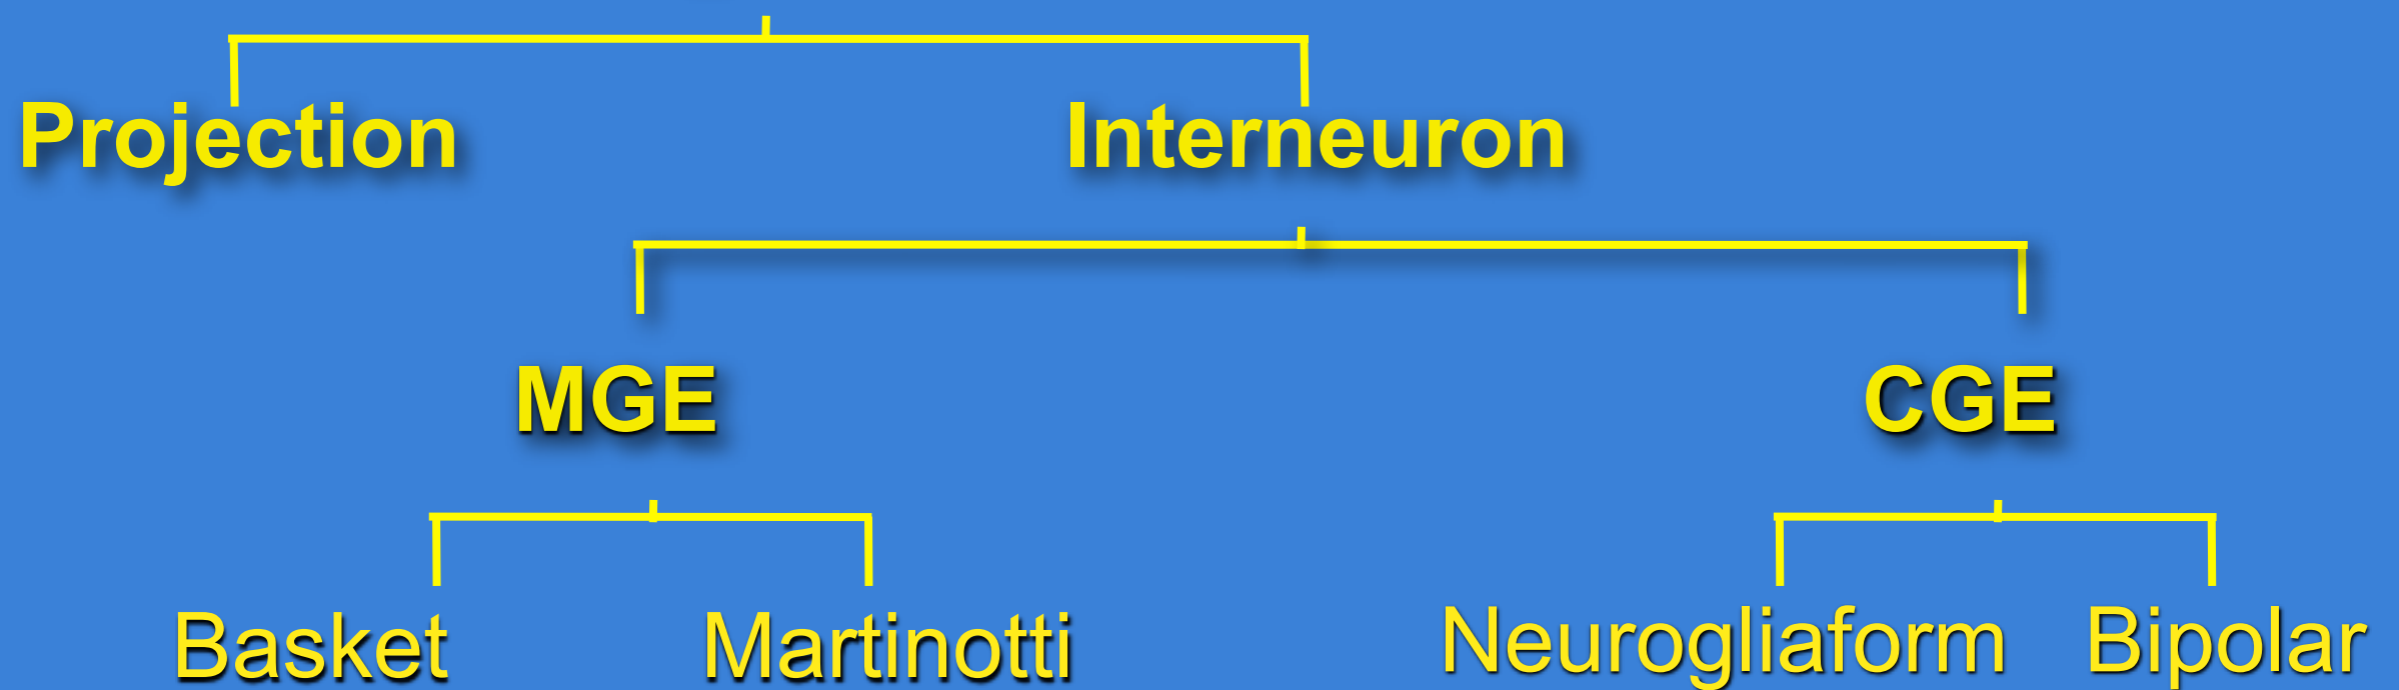 Projection Interneuron
MGE CGE
Basket Martinotti Neurogliaform Bipolar